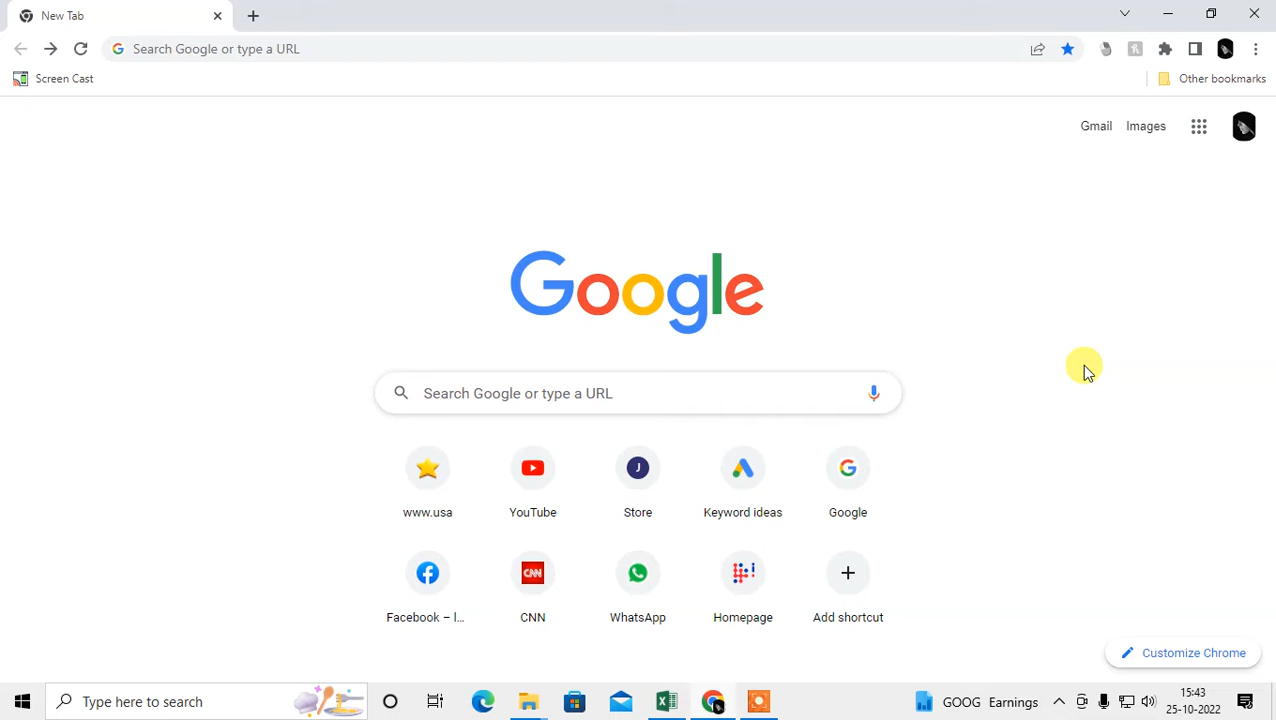 New Tab
Search Google or type a URL
Screen Cast
Other bookmarks
Gmail Images
Google
Search Google or type a URL
J
www.usa YouTube Store Keyword ideas Google
CNN
Facebook – l... CNN WhatsApp Homepage Add shortcut
Customize Chrome
Type here to search
GOOG Earnings
15:43
25-10-2022